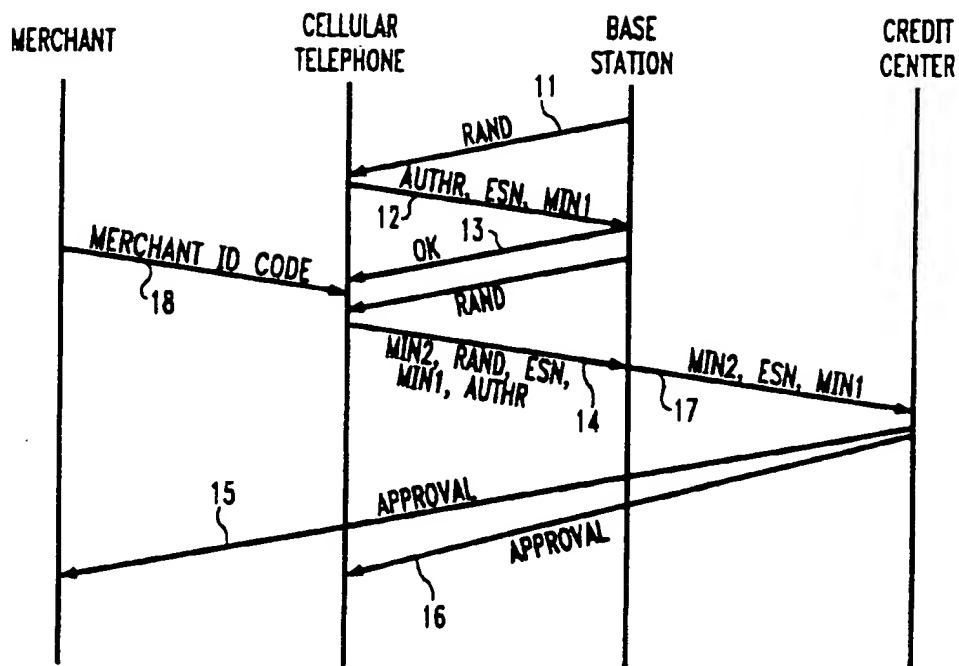 MERCHANT
CELLULAR
TELEPHONE
BASE
STATION
CREDIT
CENTER
11
RAND
AUTHR, ESN, MIN1
12
13
OK
MERCHANT ID CODE
18
RAND
MIN2, RAND, ESN,
MIN1, AUTHR
14
MIN2, ESN, MIN1
17
15
APPROVAL
APPROVAL
16